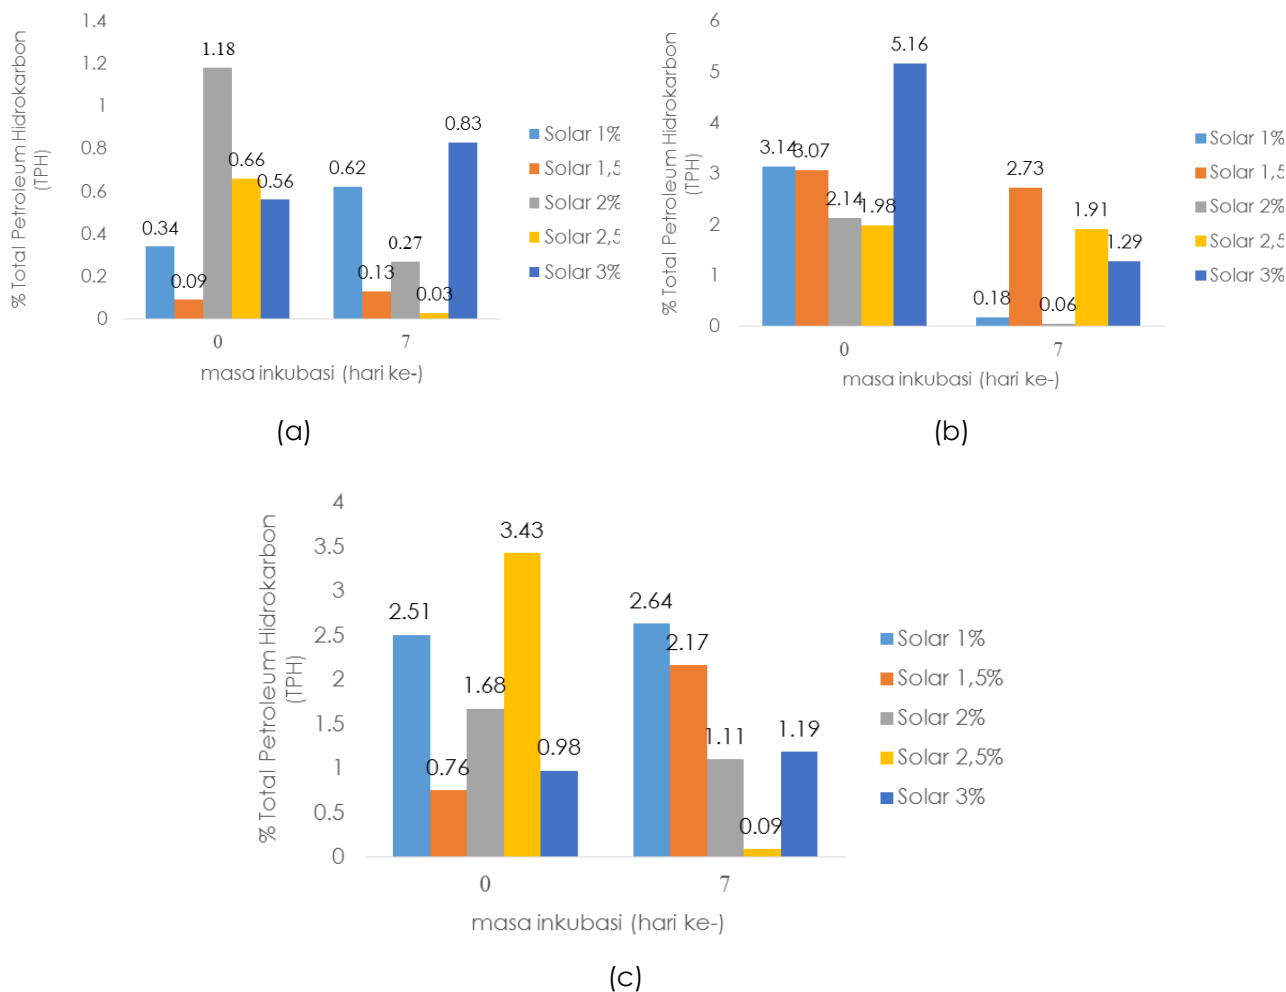 % Total Petroleum Hidrokarbon
(TPH)
1.4
1.2
1
0.8
0.6
0.4
0.2
0
0.34
0.09
1.18
0.66
0.56
0.62
0.13
0.27
0.03
0.83
0
7
masa inkubasi (hari ke-)
Solar 1%
Solar 1,5
Solar 2%
Solar 2,5
Solar 3%
(a)
% Total Petroleum Hidrokarbon
(TPH)
6
5
4
3
2
1
0
3.14
3.07
2.14
1.98
5.16
0.18
2.73
0.06
1.91
1.29
0
7
masa inkubasi (hari ke-)
Solar 1%
Solar 1,5
Solar 2%
Solar 2,5
Solar 3%
(b)
% Total Petroleum Hidrokarbon
(TPH)
4
3.5
3
2.5
2
1.5
1
0.5
0
2.51
0.76
1.68
3.43
0.98
2.64
2.17
1.11
0.09
1.19
0
7
masa inkubasi (hari ke-)
Solar 1%
Solar 1,5%
Solar 2%
Solar 2,5%
Solar 3%
(c)